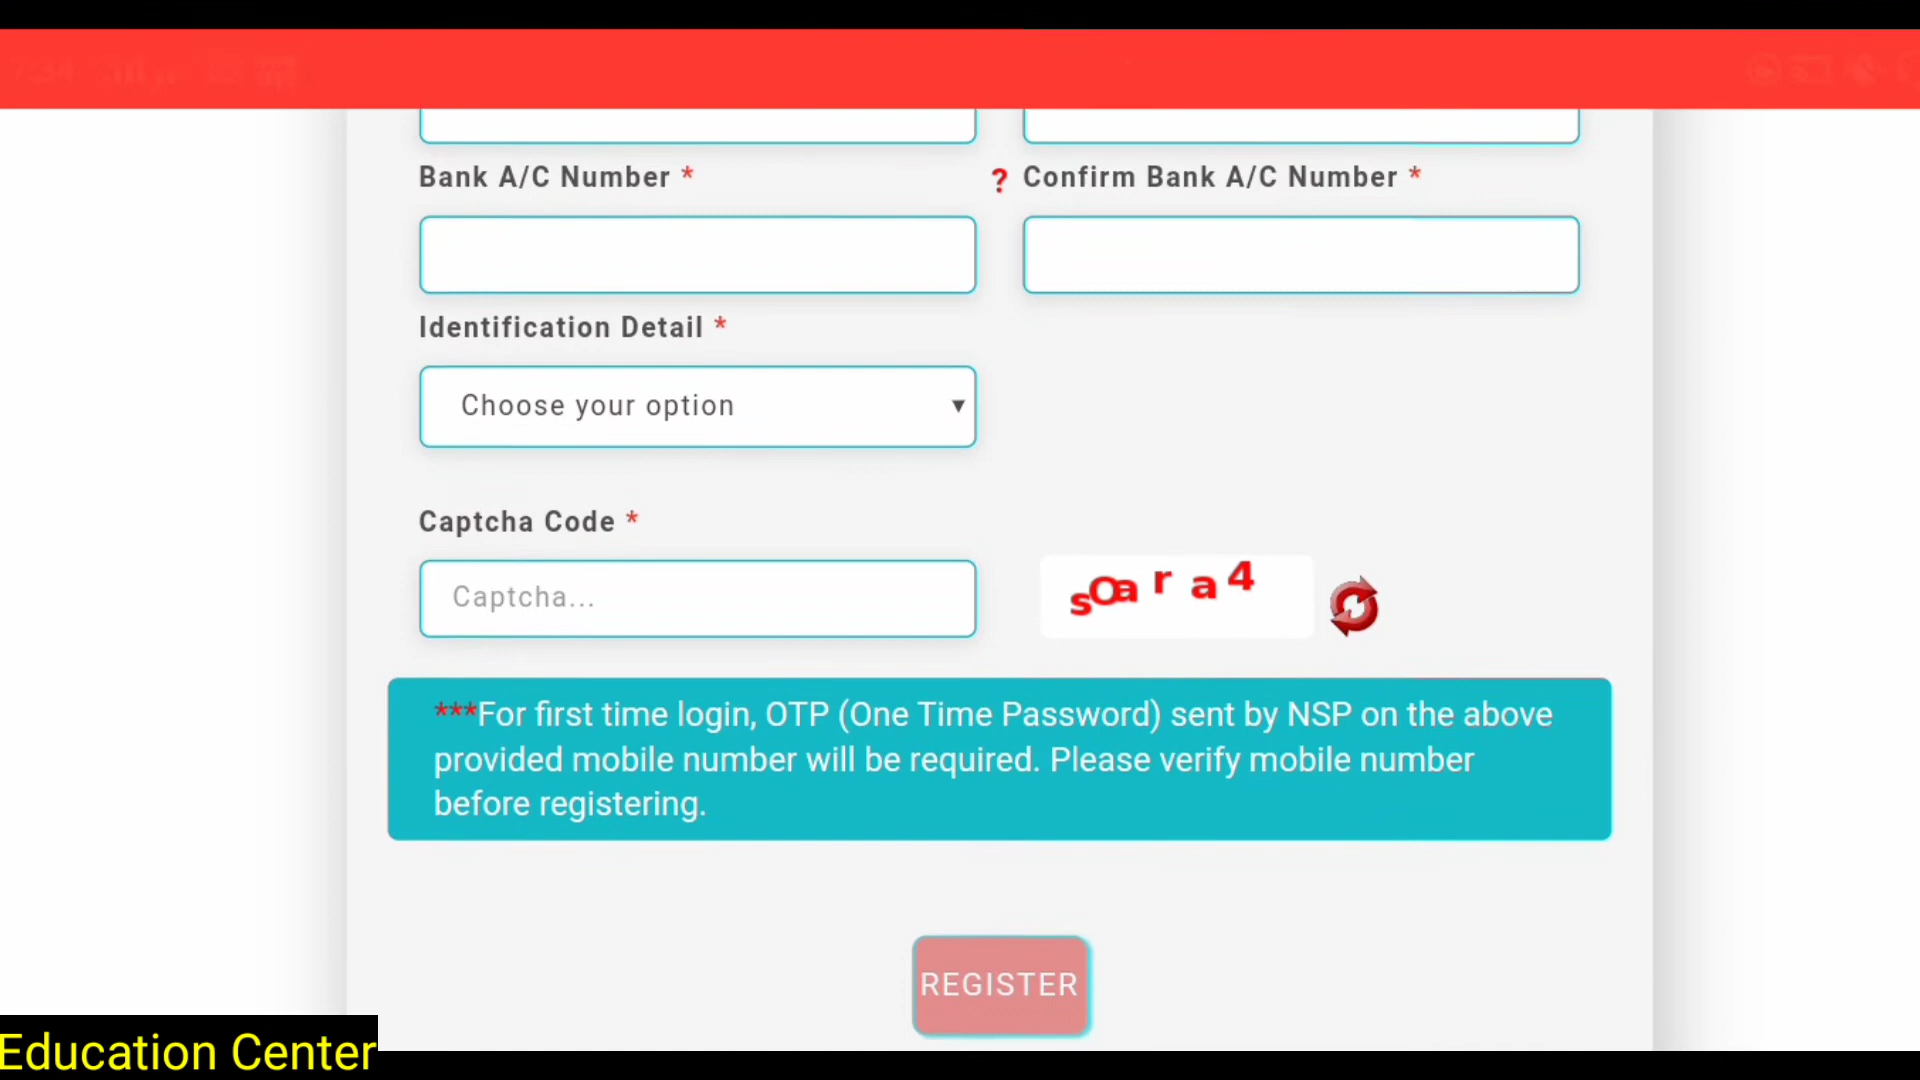 Bank A/C Number *
? Confirm Bank A/C Number *
Identification Detail *
Choose your option
Captcha Code *
Captcha...
sOara4
***For first time login, OTP (One Time Password) sent by NSP on the above
provided mobile number will be required. Please verify mobile number
before registering.
REGISTER
Education Center